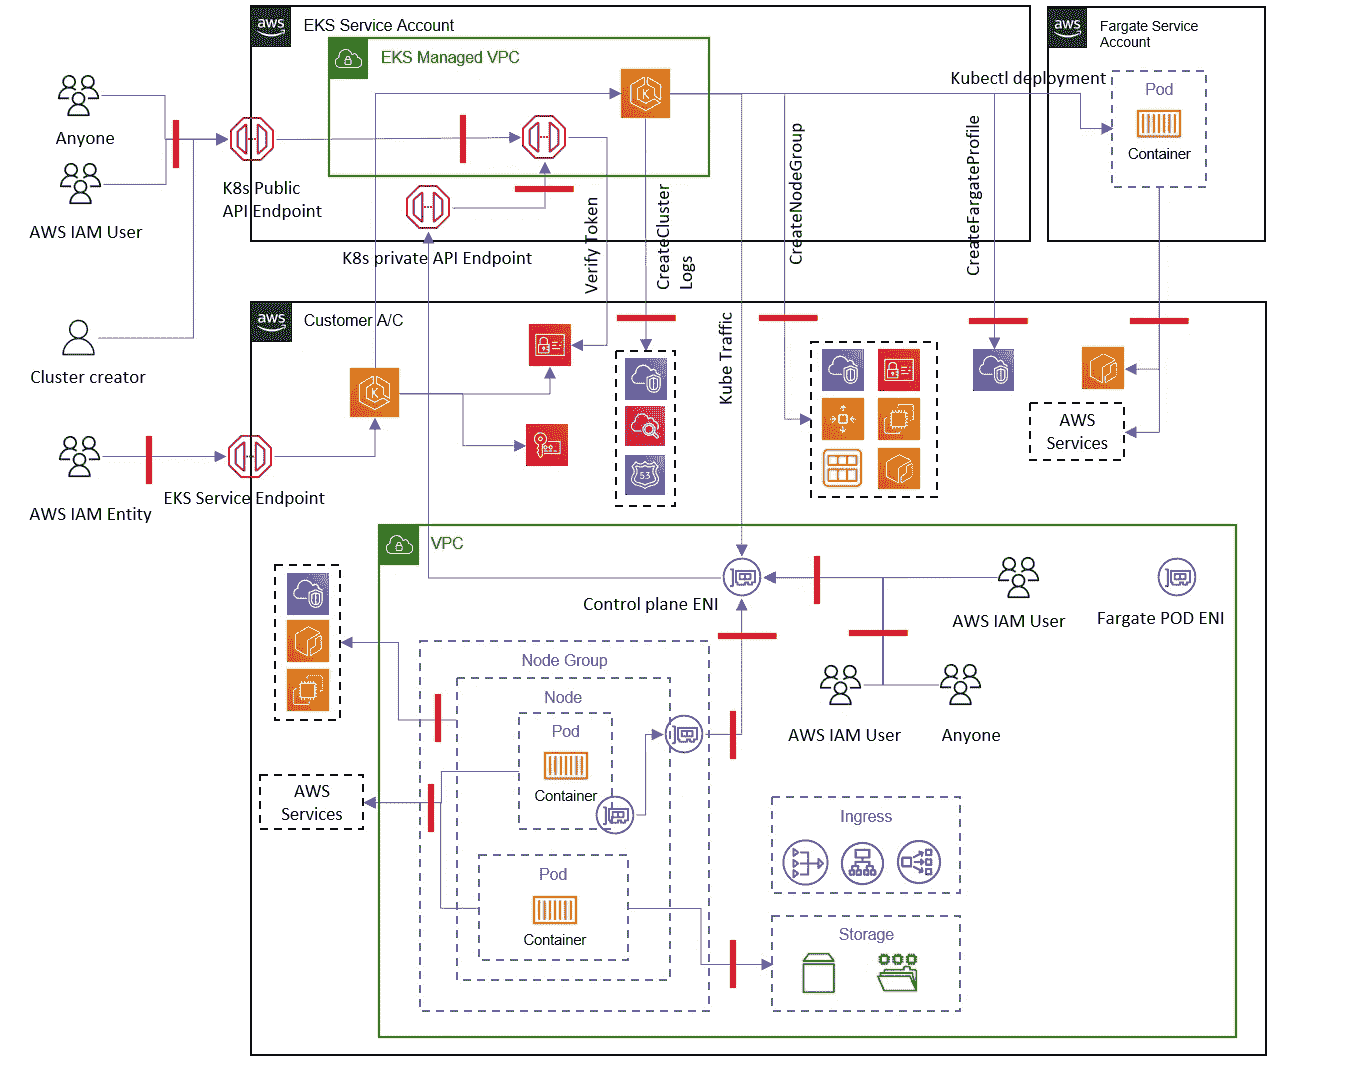 aws
EKS Service Account
aws
Fargate Service
Account
EKS Managed VPC
Kubectl deployment
Pod
Container
Anyone
K8s Public
API Endpoint
AWS IAM User
K8s private API Endpoint
Verify Token
CreateCluster
Logs
CreateNodeGroup
CreateFargateProfile
aws
Customer A/C
Kube Traffic
Cluster creator
AWS
Services
53
EKS Service Endpoint
AWS IAM Entity
VPC
Control plane ENI
AWS IAM User
Fargate POD ENI
Node Group
Node
Pod
Container
AWS IAM User
Anyone
AWS
Services
Ingress
Pod
Container
Storage